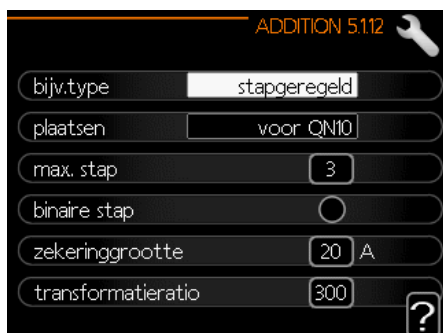 ADDITION 5.1.12
bijv.type stapgeregeld
plaatsen voor QN10
max. stap 3
binaire stap
zekeringgrootte 20 A
transformatieratio 300
?